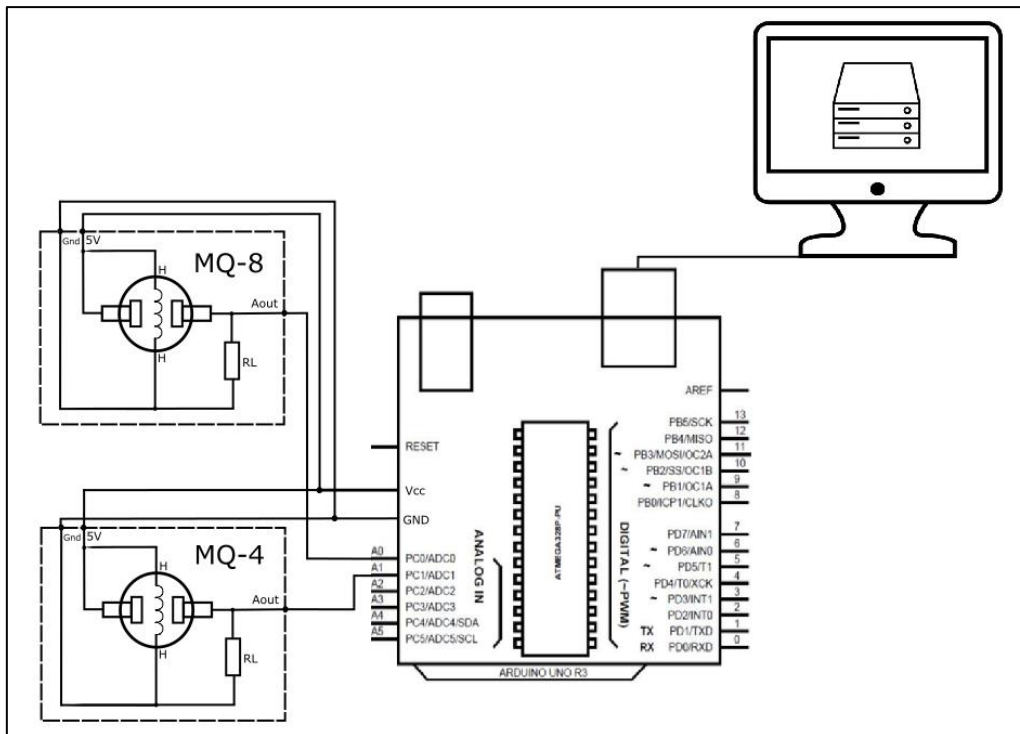 Gnd 5V
MQ-8
H
Aout
H
RL
Gnd 5V
MQ-4
H
Aout
H
RL
RESET
Vcc
GND
A0 PC0/ADC0
A1 PC1/ADC1
A2 PC2/ADC2
A3 PC3/ADC3
A4 PC4/ADC4/SDA
A5 PC5/ADC5/SCL
ANALOG IN
ATMEGA328P-PU
DIGITAL (~PWM)
AREF
PB5/SCK 13
PB4/MISO 12
~ PB3/MOSI/OC2A 11
~ PB2/SS/OC1B 10
~ PB1/OC1A 9
PB0/ICP1/CLKO 8
PD7/AIN1 7
~ PD6/AIN0 6
~ PD5/T1 5
PD4/T0/XCK 4
~ PD3/INT1 3
PD2/INT0 2
TX PD1/TXD 1
RX PD0/RXD 0
ARDUINO UNO R3